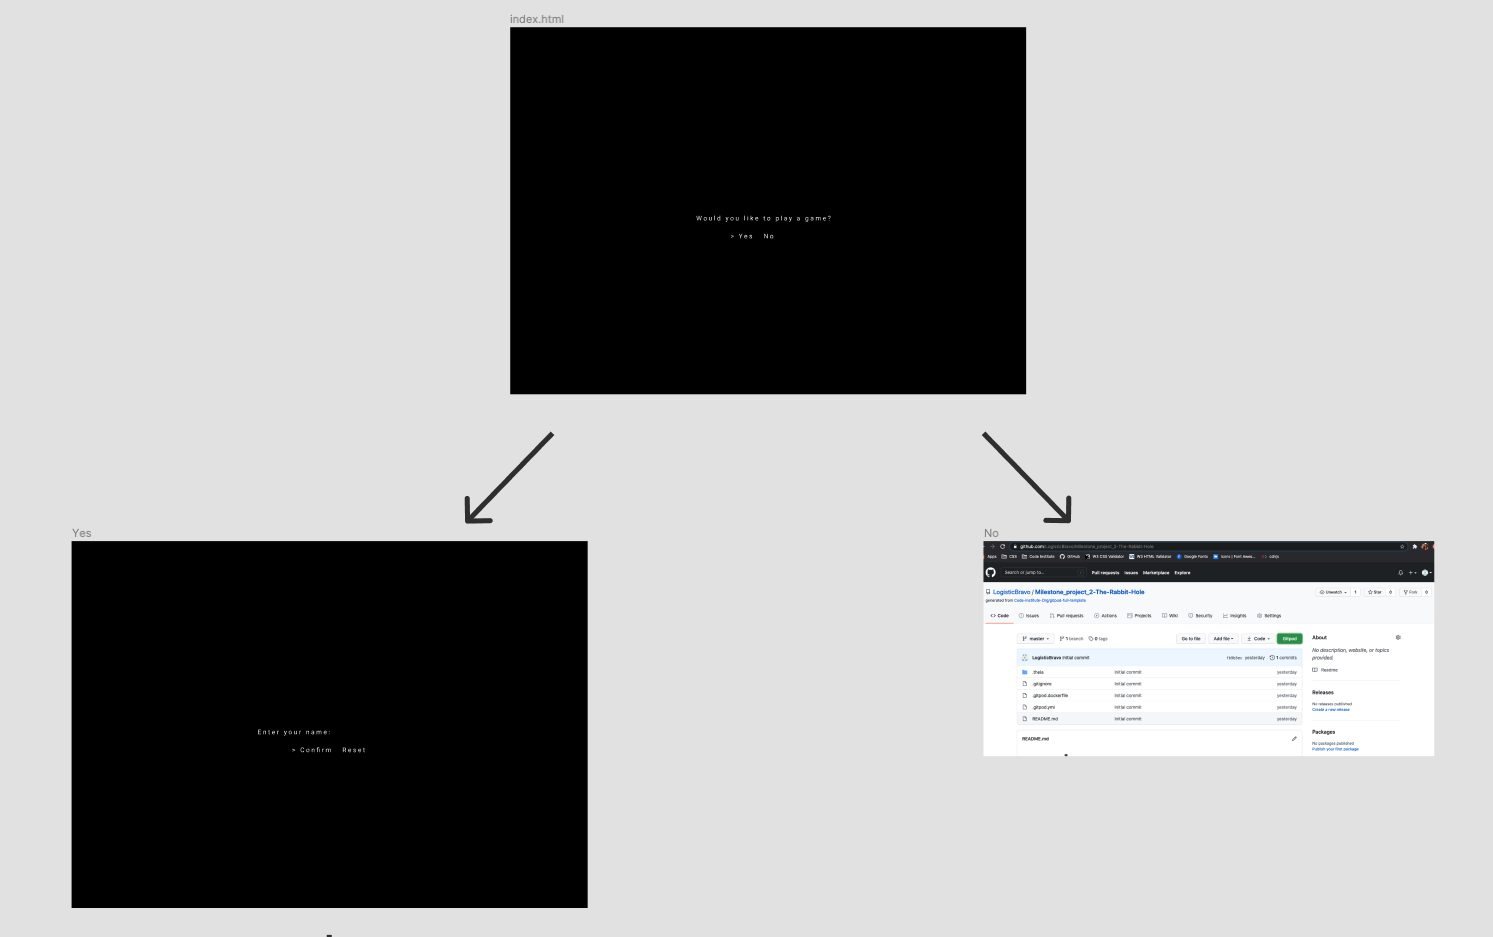 index.html
Would you like to play a game?
> Yes No
Yes
Enter your name:
> Confirm Reset
No
github.com/LogisticBravo/Milestone_project_2-The-Rabbit-Hole
Apps CSS Code Institute GitHub W3 CSS Validator W3 HTML Validator Google Fonts Icons | Font Awes...
Search or jump to... Pull requests Issues Marketplace Explore
LogisticBravo / Milestone_project_2-The-Rabbit-Hole Unwatch 1 Star 0 Fork 0
generated from Code-Institute-Org/gitpod-full-template
<> Code Issues Pull requests Actions Projects Wiki Security Insights Settings
master 1 branch 0 tags Go to file Add file Code Gitpod
About
No description, website, or topics
provided.
Readme
LogisticBravo Initial commit yesterday 1 commits
.theia Initial commit yesterday
.gitignore Initial commit yesterday
.gitpod.dockerfile Initial commit yesterday
.gitpod.yml Initial commit yesterday
README.md Initial commit yesterday
Releases
No releases published
Create a new release
README.md
Packages
No packages published
Publish your first package